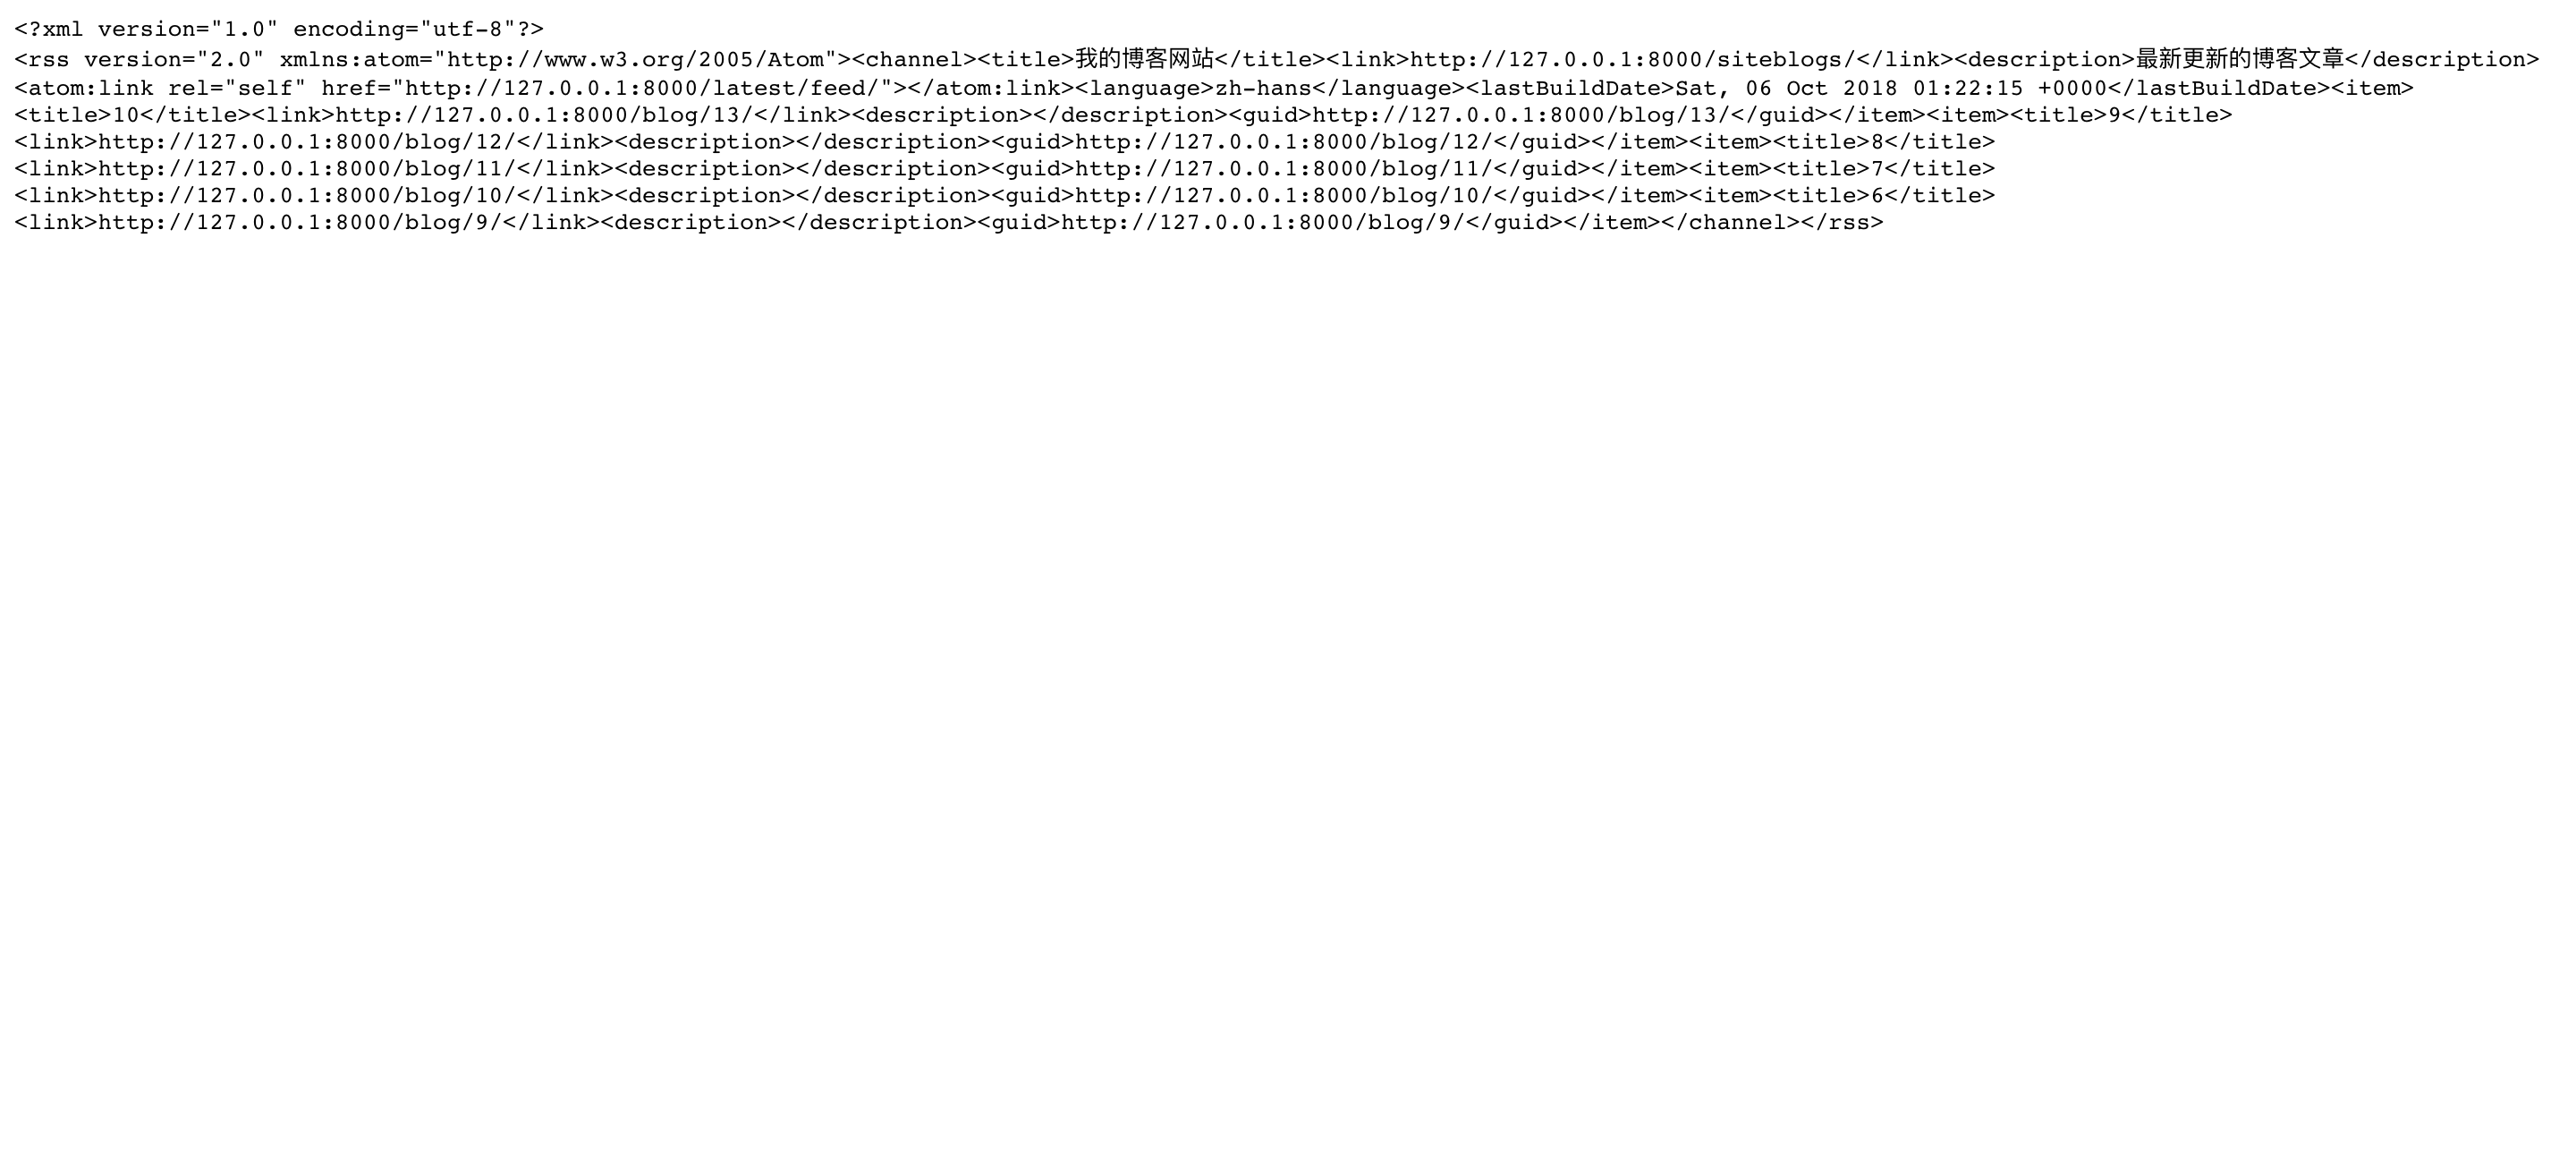 <?xml version="1.0" encoding="utf-8"?>
<rss version="2.0" xmlns:atom="http://www.w3.org/2005/Atom"><channel><title>我的博客网站</title><link>http://127.0.0.1:8000/siteblogs/</link><description>最新更新的博客文章</description>
<atom:link rel="self" href="http://127.0.0.1:8000/latest/feed/"></atom:link><language>zh-hans</language><lastBuildDate>Sat, 06 Oct 2018 01:22:15 +0000</lastBuildDate><item>
<title>10</title><link>http://127.0.0.1:8000/blog/13/</link><description></description><guid>http://127.0.0.1:8000/blog/13/</guid></item><item><title>9</title>
<link>http://127.0.0.1:8000/blog/12/</link><description></description><guid>http://127.0.0.1:8000/blog/12/</guid></item><item><title>8</title>
<link>http://127.0.0.1:8000/blog/11/</link><description></description><guid>http://127.0.0.1:8000/blog/11/</guid></item><item><title>7</title>
<link>http://127.0.0.1:8000/blog/10/</link><description></description><guid>http://127.0.0.1:8000/blog/10/</guid></item><item><title>6</title>
<link>http://127.0.0.1:8000/blog/9/</link><description></description><guid>http://127.0.0.1:8000/blog/9/</guid></item></channel></rss>